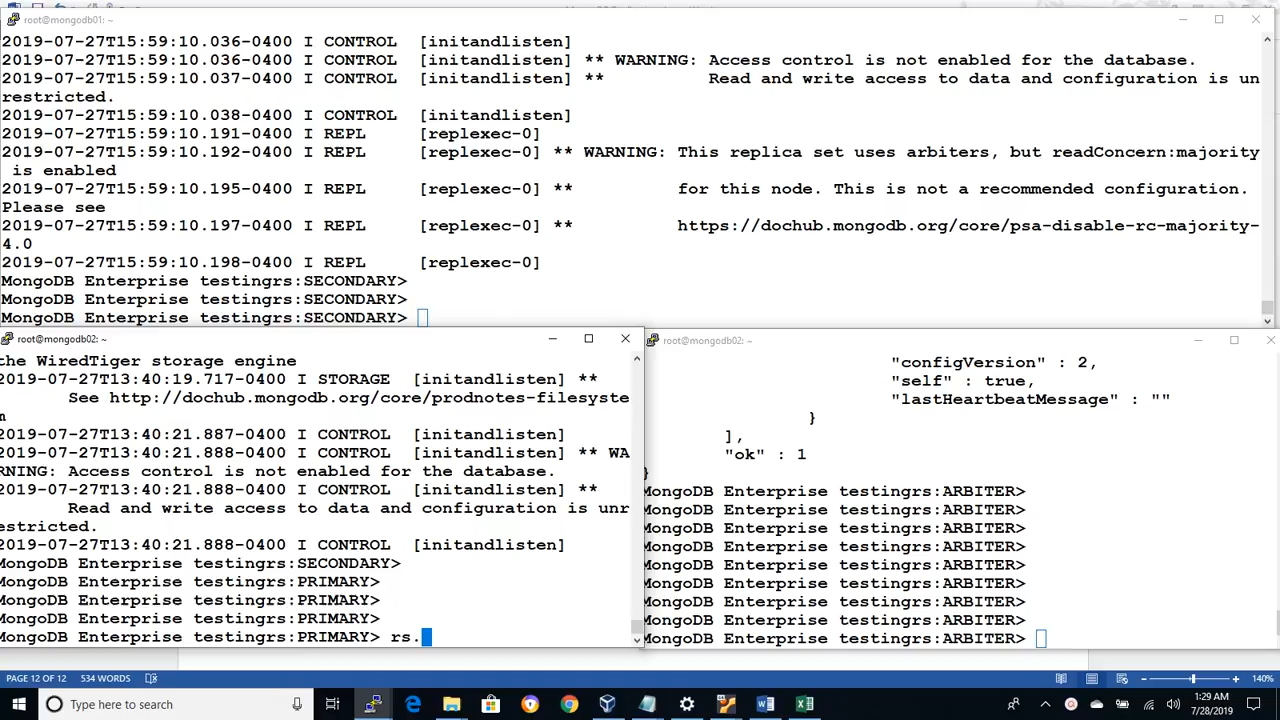 root@mongodb01: ~
2019-07-27T15:59:10.036-0400 I CONTROL  [initandlisten]
2019-07-27T15:59:10.036-0400 I CONTROL  [initandlisten] ** WARNING: Access control is not enabled for the database.
2019-07-27T15:59:10.037-0400 I CONTROL  [initandlisten] **          Read and write access to data and configuration is un
restricted.
2019-07-27T15:59:10.038-0400 I CONTROL  [initandlisten]
2019-07-27T15:59:10.191-0400 I REPL     [replexec-0]
2019-07-27T15:59:10.192-0400 I REPL     [replexec-0] ** WARNING: This replica set uses arbiters, but readConcern:majority
 is enabled
2019-07-27T15:59:10.195-0400 I REPL     [replexec-0] **          for this node. This is not a recommended configuration.
Please see
2019-07-27T15:59:10.197-0400 I REPL     [replexec-0] **          https://dochub.mongodb.org/core/psa-disable-rc-majority-
4.0
2019-07-27T15:59:10.198-0400 I REPL     [replexec-0]
MongoDB Enterprise testingrs:SECONDARY>
MongoDB Enterprise testingrs:SECONDARY>
MongoDB Enterprise testingrs:SECONDARY>
root@mongodb02: ~
the WiredTiger storage engine
2019-07-27T13:40:19.717-0400 I STORAGE  [initandlisten] **
       See http://dochub.mongodb.org/core/prodnotes-filesyste
m
2019-07-27T13:40:21.887-0400 I CONTROL  [initandlisten]
2019-07-27T13:40:21.888-0400 I CONTROL  [initandlisten] ** WA
RNING: Access control is not enabled for the database.
2019-07-27T13:40:21.888-0400 I CONTROL  [initandlisten] **
       Read and write access to data and configuration is unr
estricted.
2019-07-27T13:40:21.888-0400 I CONTROL  [initandlisten]
MongoDB Enterprise testingrs:SECONDARY>
MongoDB Enterprise testingrs:PRIMARY>
MongoDB Enterprise testingrs:PRIMARY>
MongoDB Enterprise testingrs:PRIMARY>
MongoDB Enterprise testingrs:PRIMARY> rs.
root@mongodb02: ~
"configVersion" : 2,
"self" : true,
"lastHeartbeatMessage" : ""
}
],
"ok" : 1
}
MongoDB Enterprise testingrs:ARBITER>
MongoDB Enterprise testingrs:ARBITER>
MongoDB Enterprise testingrs:ARBITER>
MongoDB Enterprise testingrs:ARBITER>
MongoDB Enterprise testingrs:ARBITER>
MongoDB Enterprise testingrs:ARBITER>
MongoDB Enterprise testingrs:ARBITER>
MongoDB Enterprise testingrs:ARBITER>
MongoDB Enterprise testingrs:ARBITER>
PAGE 12 OF 12 534 WORDS 140%
Type here to search
1:29 AM
7/28/2019